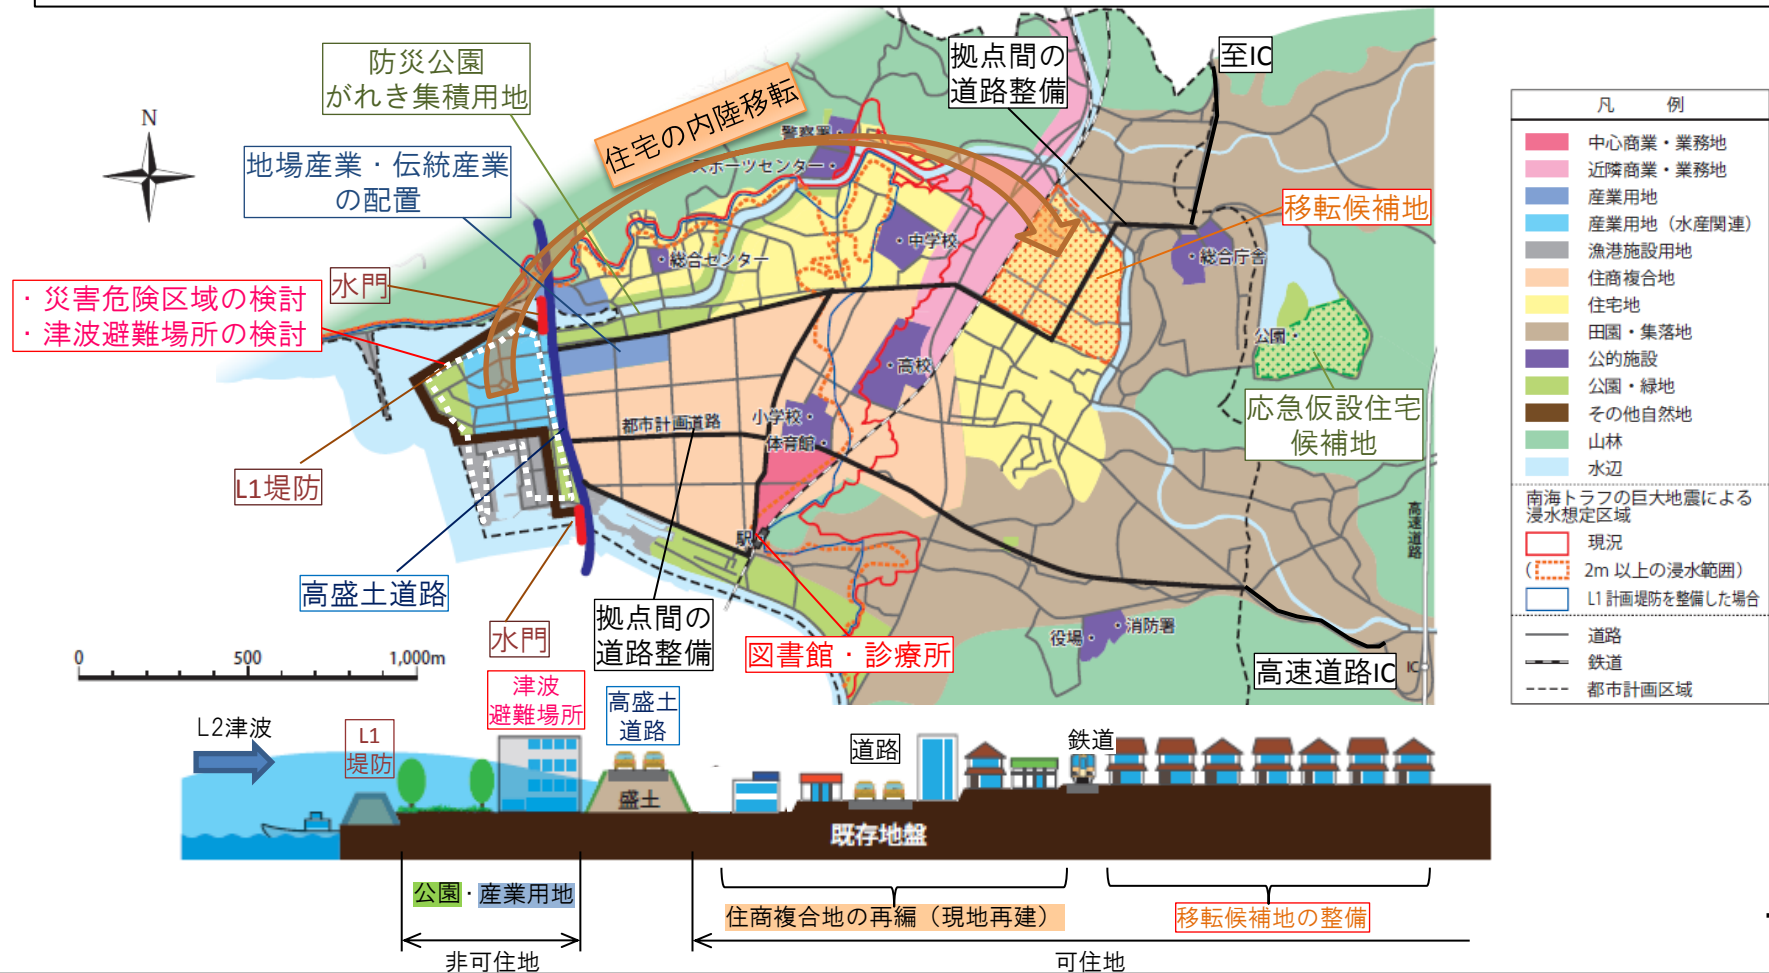 防災公園
がれき集積用地
住宅の内陸移転
拠点間の
道路整備
至IC
N
地場産業・伝統産業
の配置
警察署・
スポーツセンター・
・中学校
・総合センター
移転候補地
・総合庁舎
水門
・災害危険区域の検討
・津波避難場所の検討
公園・
・高校
小学校・
体育館・
都市計画道路
応急仮設住宅
候補地
L1堤防
高速道路
駅
高盛土道路
水門
拠点間の
道路整備
図書館・診療所
役場・
・消防署
高速道路IC
IC
0 500 1,000m
凡 例
中心商業・業務地
近隣商業・業務地
産業用地
産業用地（水産関連）
漁港施設用地
住商複合地
住宅地
田園・集落地
公的施設
公園・緑地
その他自然地
山林
水辺
南海トラフの巨大地震による
浸水想定区域
現況
（ 2m 以上の浸水範囲）
L1 計画堤防を整備した場合
道路
鉄道
都市計画区域
L2津波
L1
堤防
津波
避難場所
高盛土
道路
道路
鉄道
盛土
既存地盤
公園・産業用地
住商複合地の再編（現地再建）
移転候補地の整備
非可住地
可住地